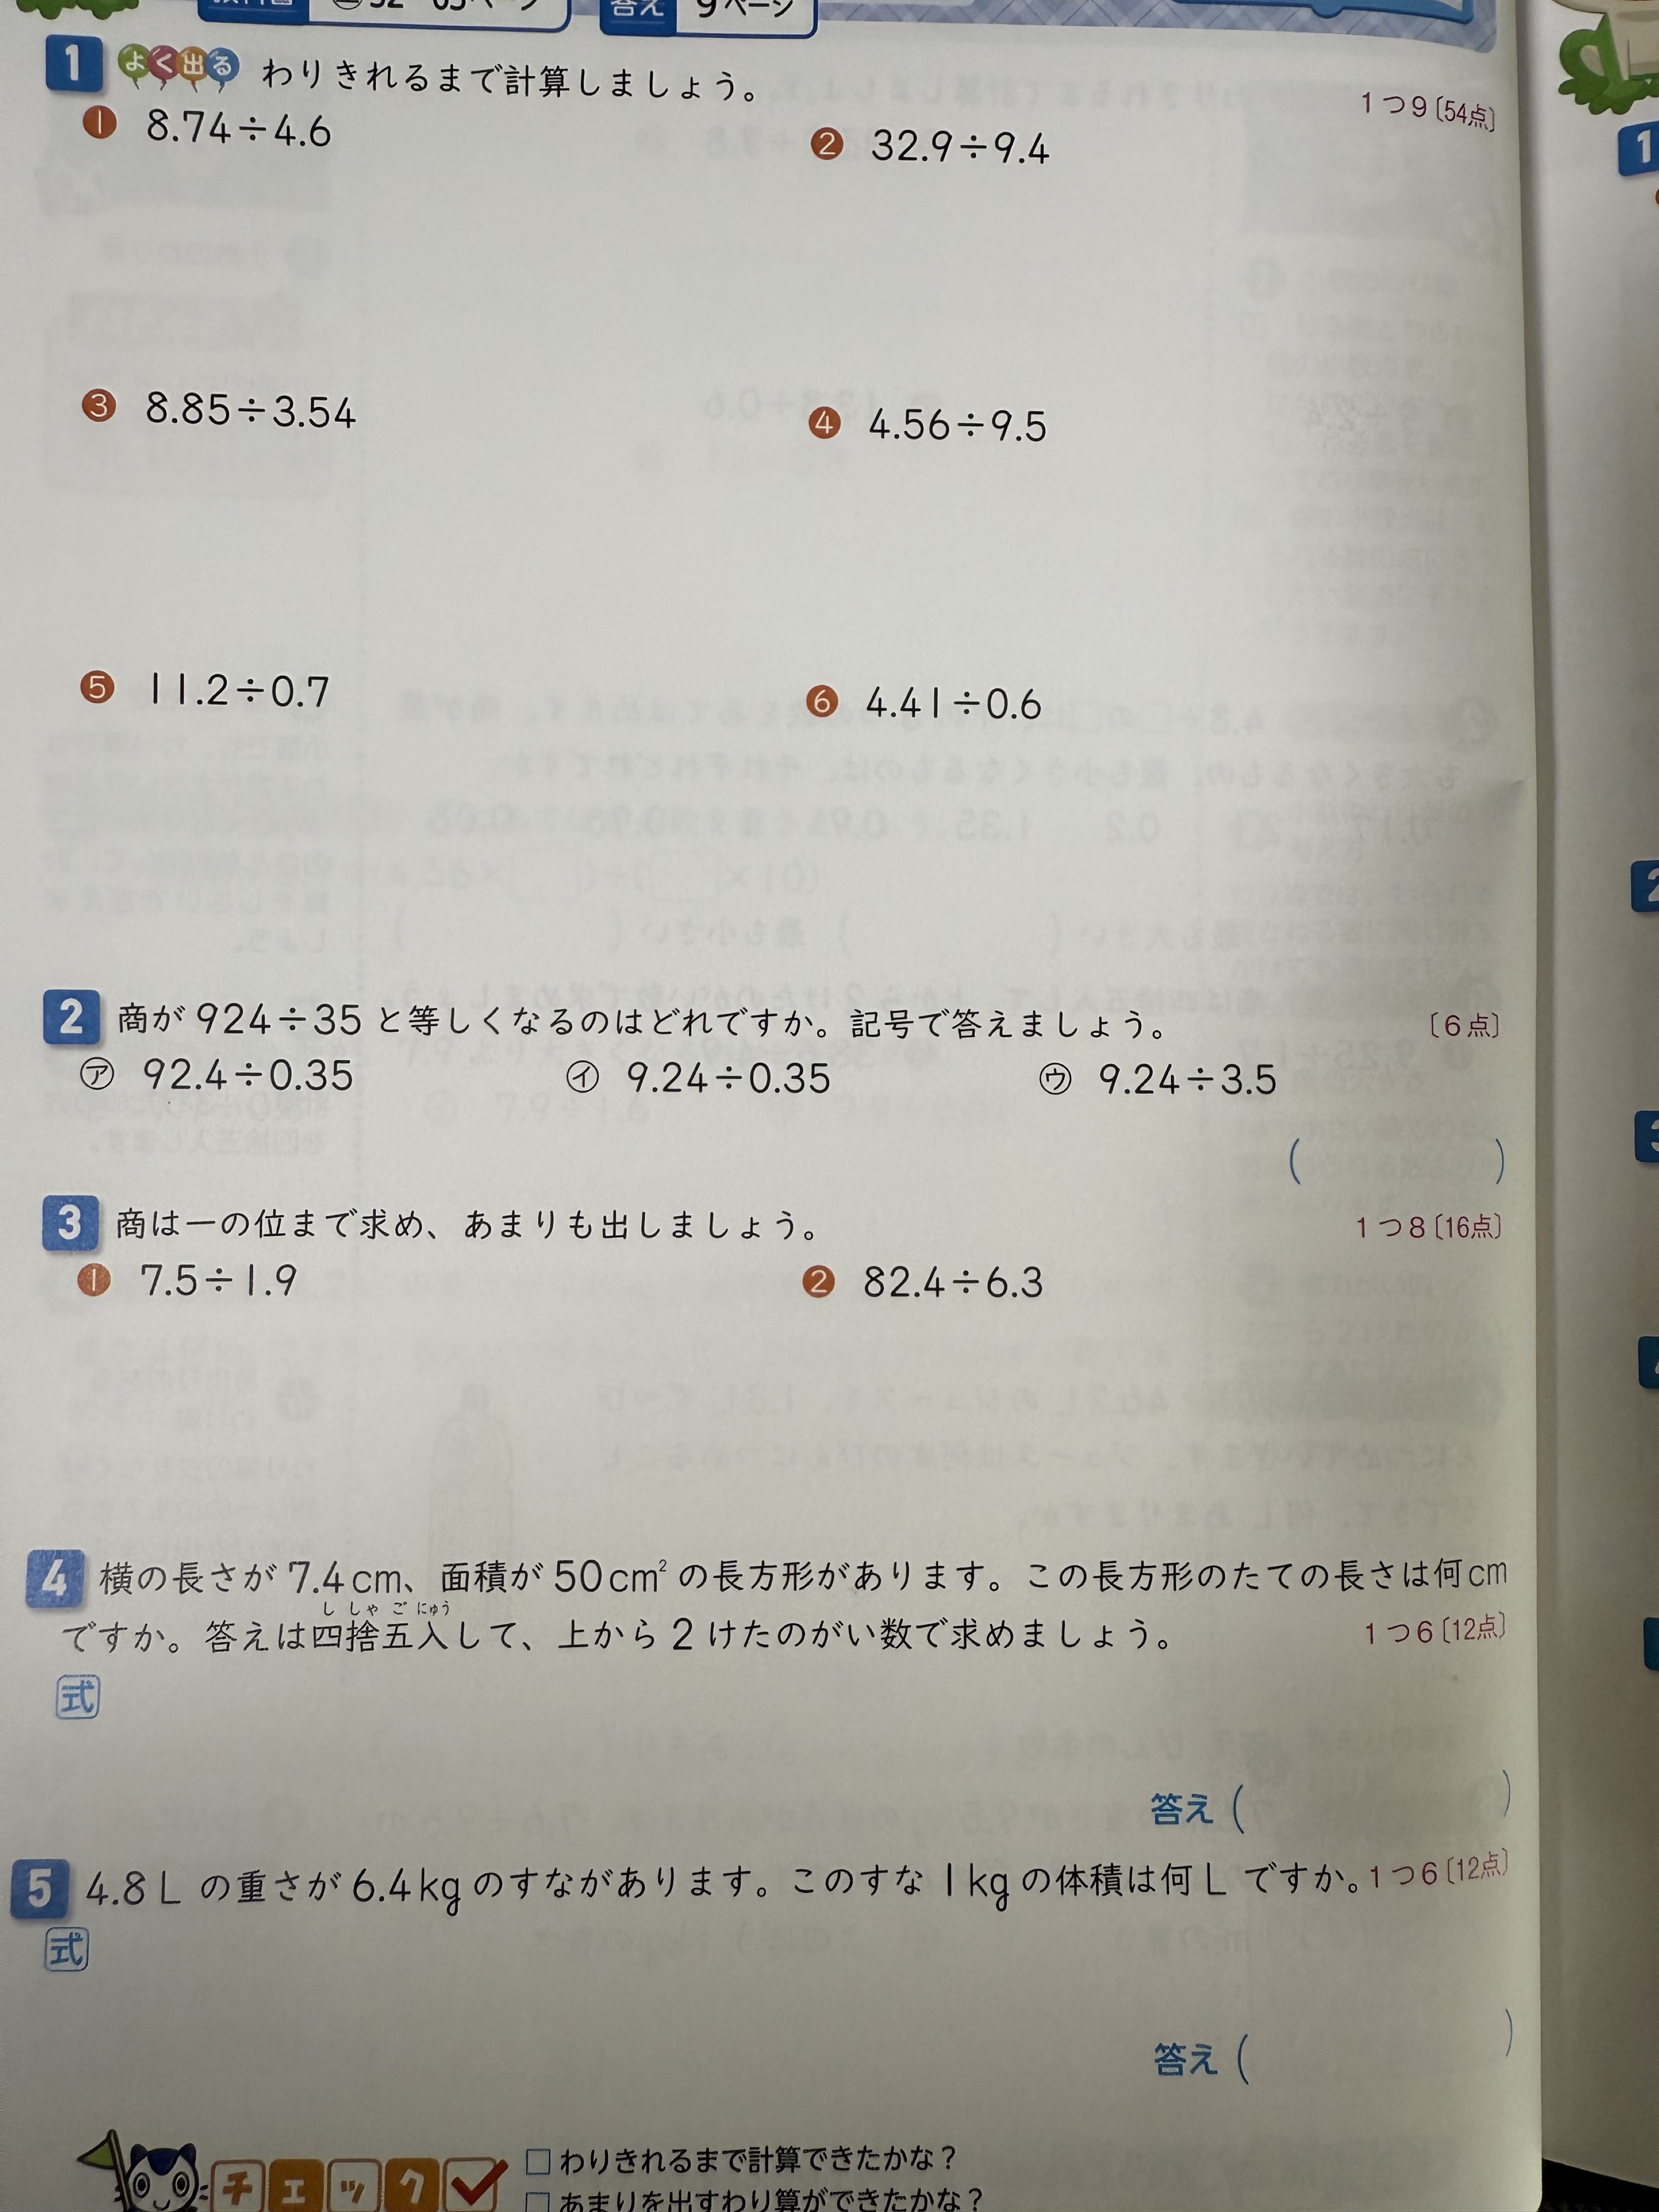 答え 9ページ
1 よく出る わりきれるまで計算しましょう。 1つ9〔54点〕
❶ 8.74÷4.6 ❷ 32.9÷9.4
❸ 8.85÷3.54 ❹ 4.56÷9.5
❺ 11.2÷0.7 ❻ 4.41÷0.6
2 商が 924÷35 と等しくなるのはどれですか。記号で答えましょう。 〔6点〕
㋐ 92.4÷0.35 ㋑ 9.24÷0.35 ㋒ 9.24÷3.5
( )
3 商は一の位まで求め、あまりも出しましょう。 1つ8〔16点〕
❶ 7.5÷1.9 ❷ 82.4÷6.3
4 横の長さが 7.4cm、面積が 50cm² の長方形があります。この長方形のたての長さは何cm
ししゃごにゅう
ですか。答えは四捨五入して、上から 2 けたのがい数で求めましょう。 1つ6〔12点〕
式
答え ( )
5 4.8L の重さが 6.4kg のすながあります。このすな 1kg の体積は何L ですか。 1つ6〔12点〕
式
答え ( )
チェック✓ □ わりきれるまで計算できたかな?
□ あまりを出すわり算ができたかな?